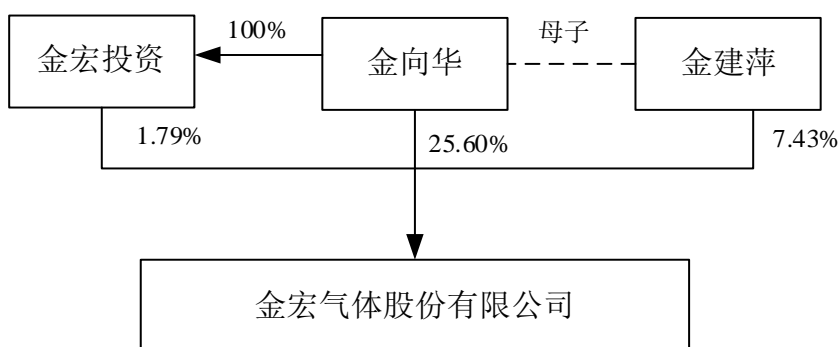 母子
100%
金宏投资
金向华
金建萍
1.79%
25.60%
7.43%
金宏气体股份有限公司